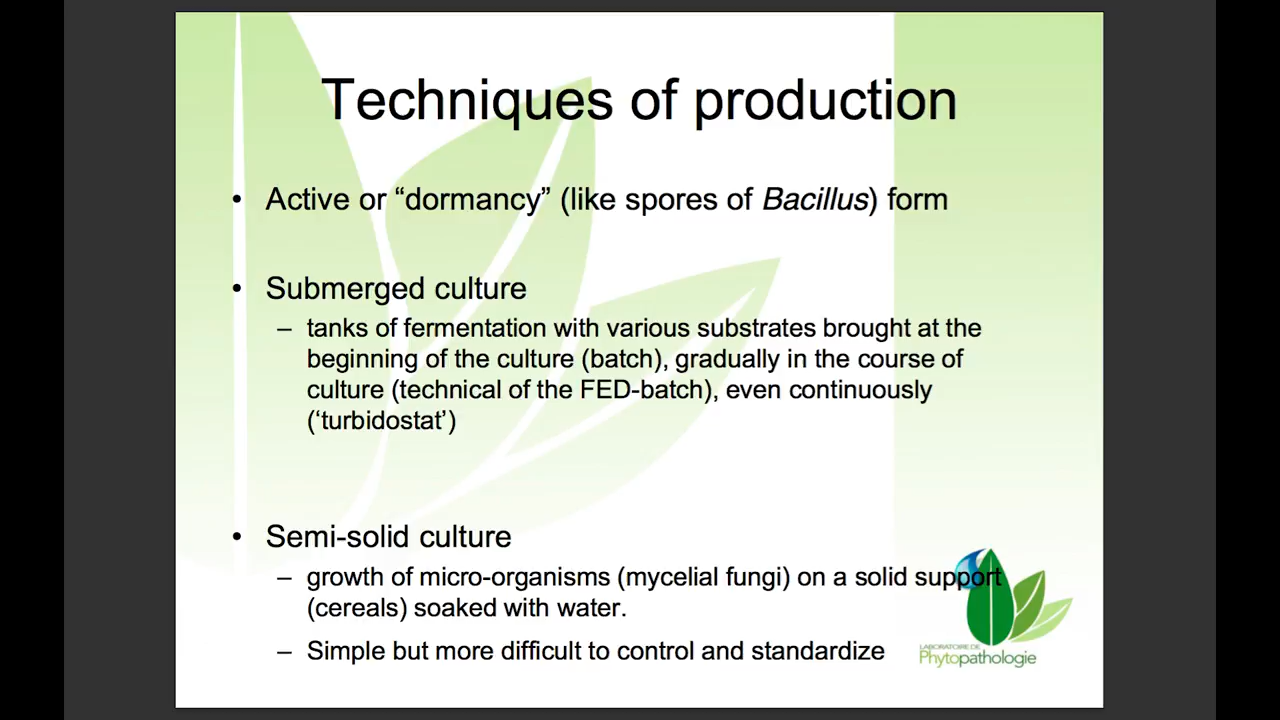 Techniques of production
• Active or “dormancy” (like spores of Bacillus) form
• Submerged culture
– tanks of fermentation with various substrates brought at the
beginning of the culture (batch), gradually in the course of
culture (technical of the FED-batch), even continuously
(‘turbidostat’)
• Semi-solid culture
– growth of micro-organisms (mycelial fungi) on a solid support
(cereals) soaked with water.
– Simple but more difficult to control and standardize
LABORATOIRE DE
Phytopathologie